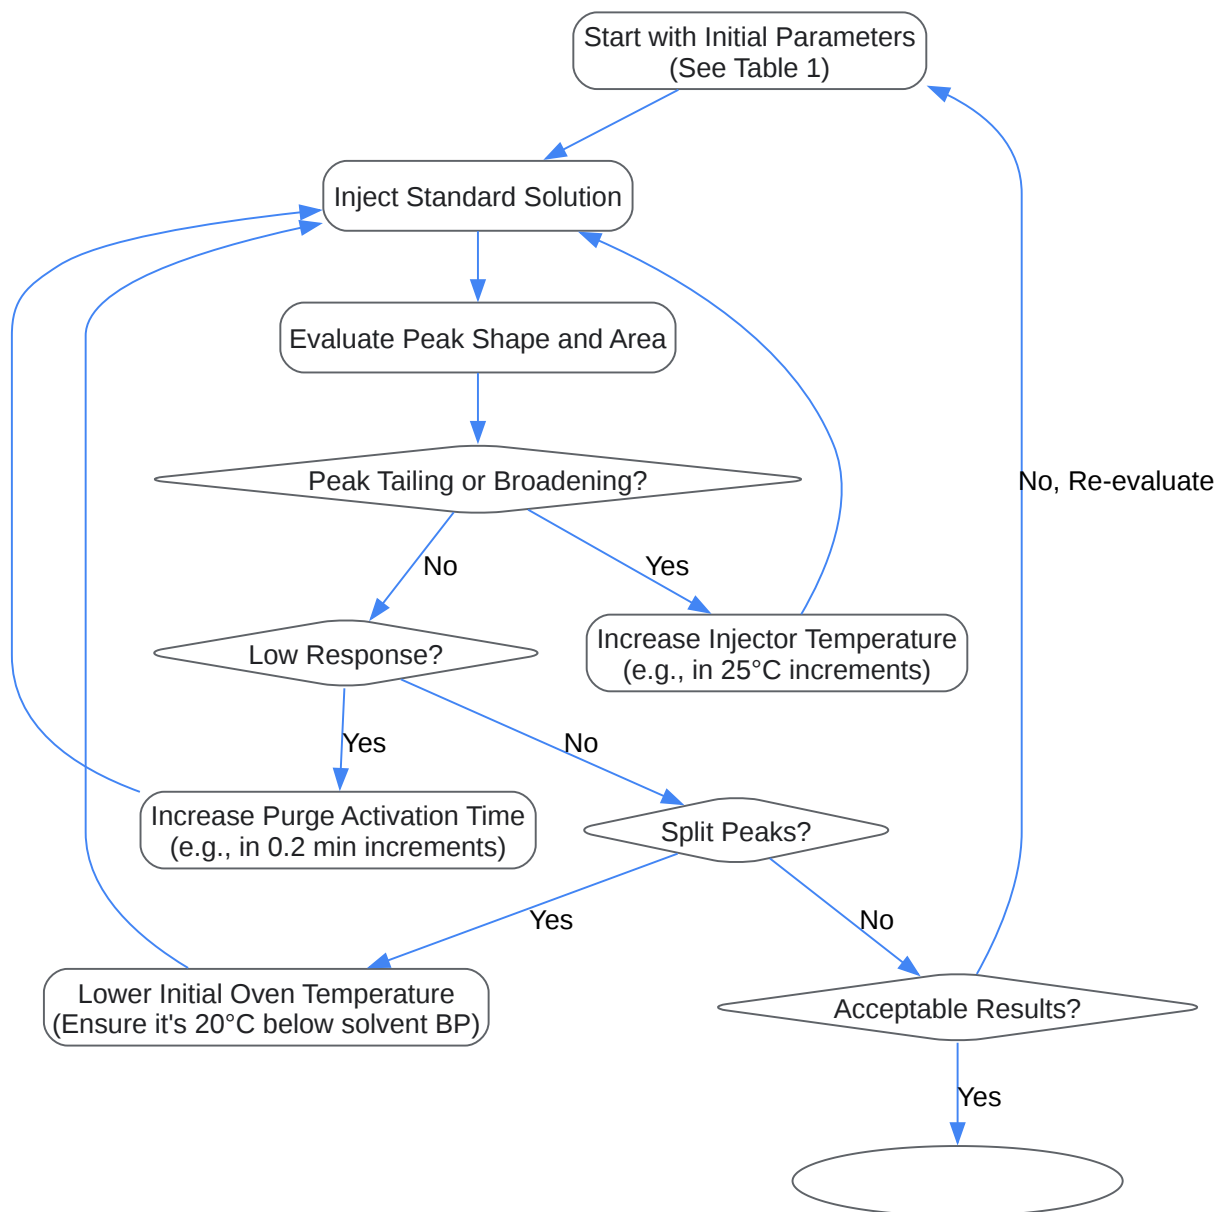 Start with Initial Parameters
(See Table 1)
Inject Standard Solution
Evaluate Peak Shape and Area
Peak Tailing or Broadening?
No, Re-evaluate
No
Yes
Low Response?
Increase Injector Temperature
(e.g., in 25°C increments)
Yes
No
Increase Purge Activation Time
(e.g., in 0.2 min increments)
Split Peaks?
Yes
No
Lower Initial Oven Temperature
(Ensure it's 20°C below solvent BP)
Acceptable Results?
Yes